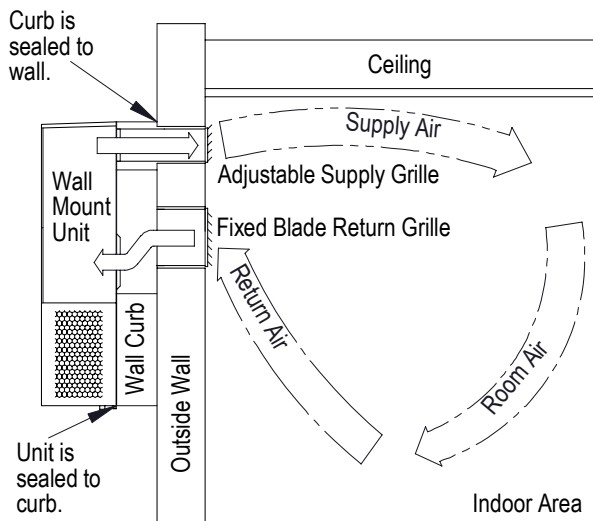 Curb is
sealed to
wall.
Ceiling
Supply Air
Adjustable Supply Grille
Wall
Mount
Unit
Fixed Blade Return Grille
Return Air
Room Air
Wall Curb
Outside Wall
Unit is
sealed to
curb.
Indoor Area